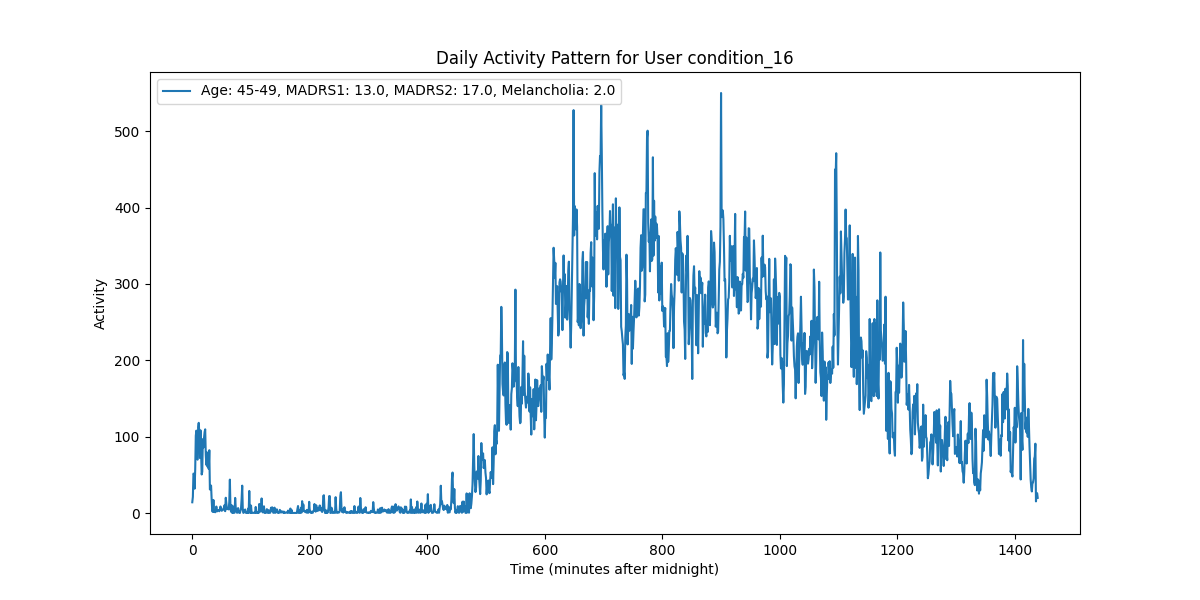 Daily Activity Pattern for User condition_16
Age: 45-49, MADRS1: 13.0, MADRS2: 17.0, Melancholia: 2.0
500
400
300
200
100
0
Activity
0 200 400 600 800 1000 1200 1400
Time (minutes after midnight)